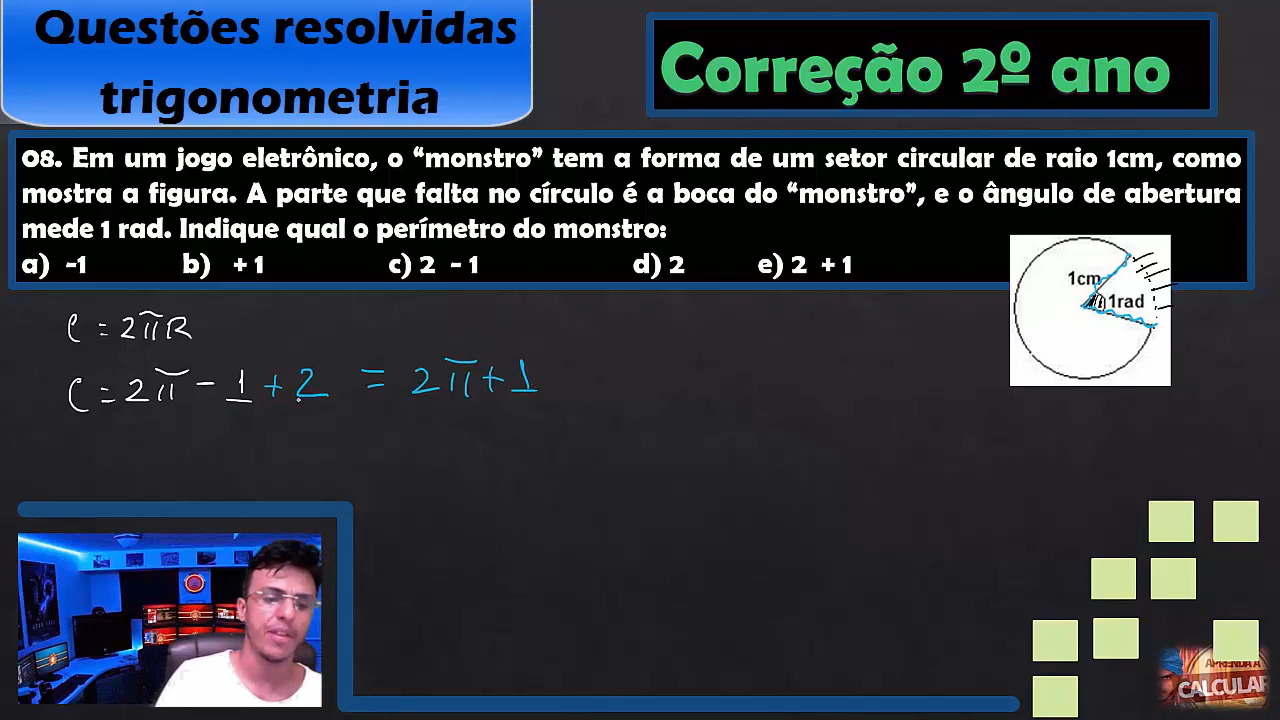 Questões resolvidas
trigonometria
Correção 2º ano
08. Em um jogo eletrônico, o “monstro” tem a forma de um setor circular de raio 1cm, como
mostra a figura. A parte que falta no círculo é a boca do “monstro”, e o ângulo de abertura
mede 1 rad. Indique qual o perímetro do monstro:
a) -1 b) + 1 c) 2 - 1 d) 2 e) 2 + 1
1cm
1rad
C = 2πR
C = 2π - 1 + 2 = 2π + 1
APRENDA A
CALCULAR